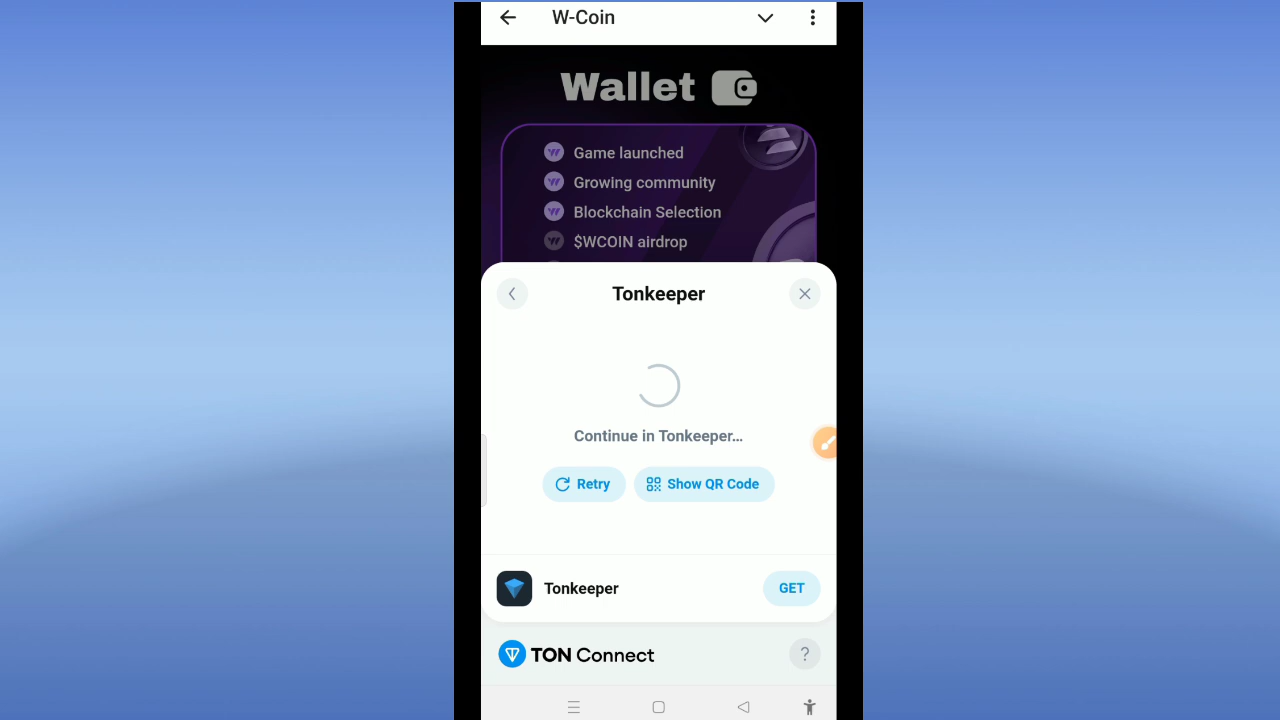 W-Coin
Wallet
Game launched
Growing community
Blockchain Selection
$WCOIN airdrop
Tonkeeper
Continue in Tonkeeper...
Retry
Show QR Code
Tonkeeper
GET
TON Connect
?